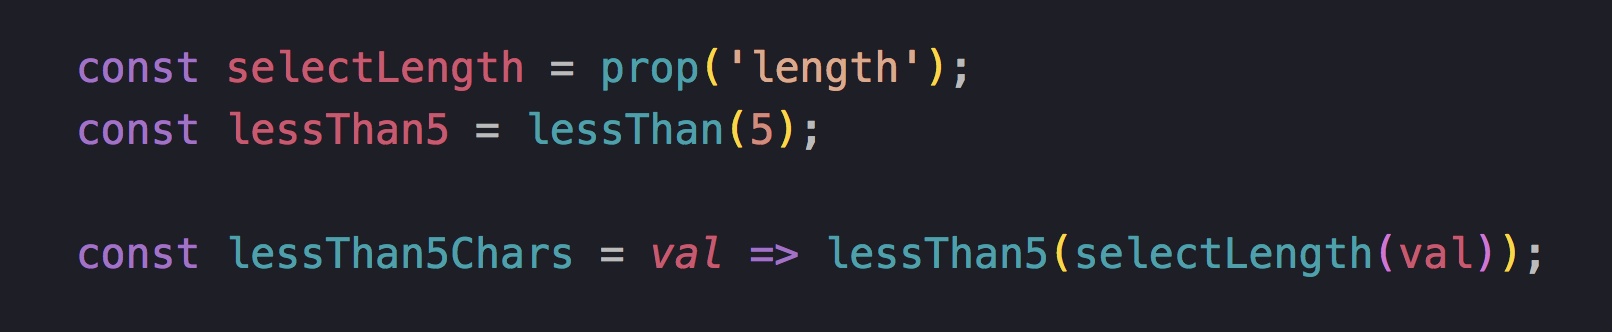 const selectLength = prop('length');
const lessThan5 = lessThan(5);
const lessThan5Chars = val => lessThan5(selectLength(val));